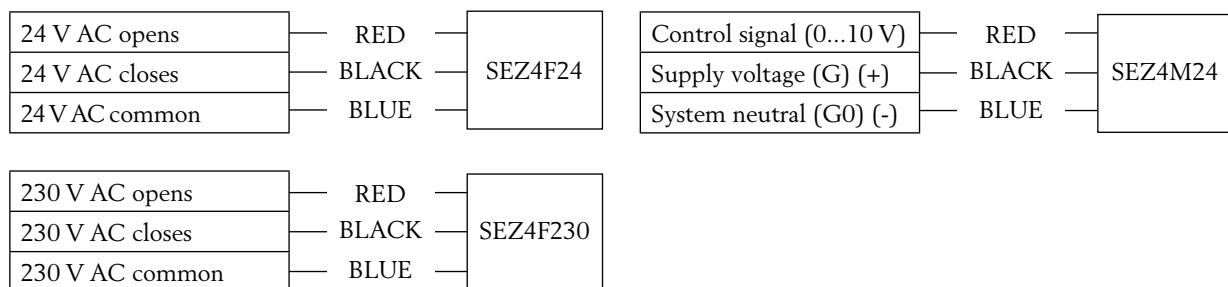 24 V AC opens RED
24 V AC closes BLACK SEZ4F24
24 V AC common BLUE
Control signal (0...10 V) RED
Supply voltage (G) (+) BLACK SEZ4M24
System neutral (G0) (-) BLUE
230 V AC opens RED
230 V AC closes BLACK SEZ4F230
230 V AC common BLUE